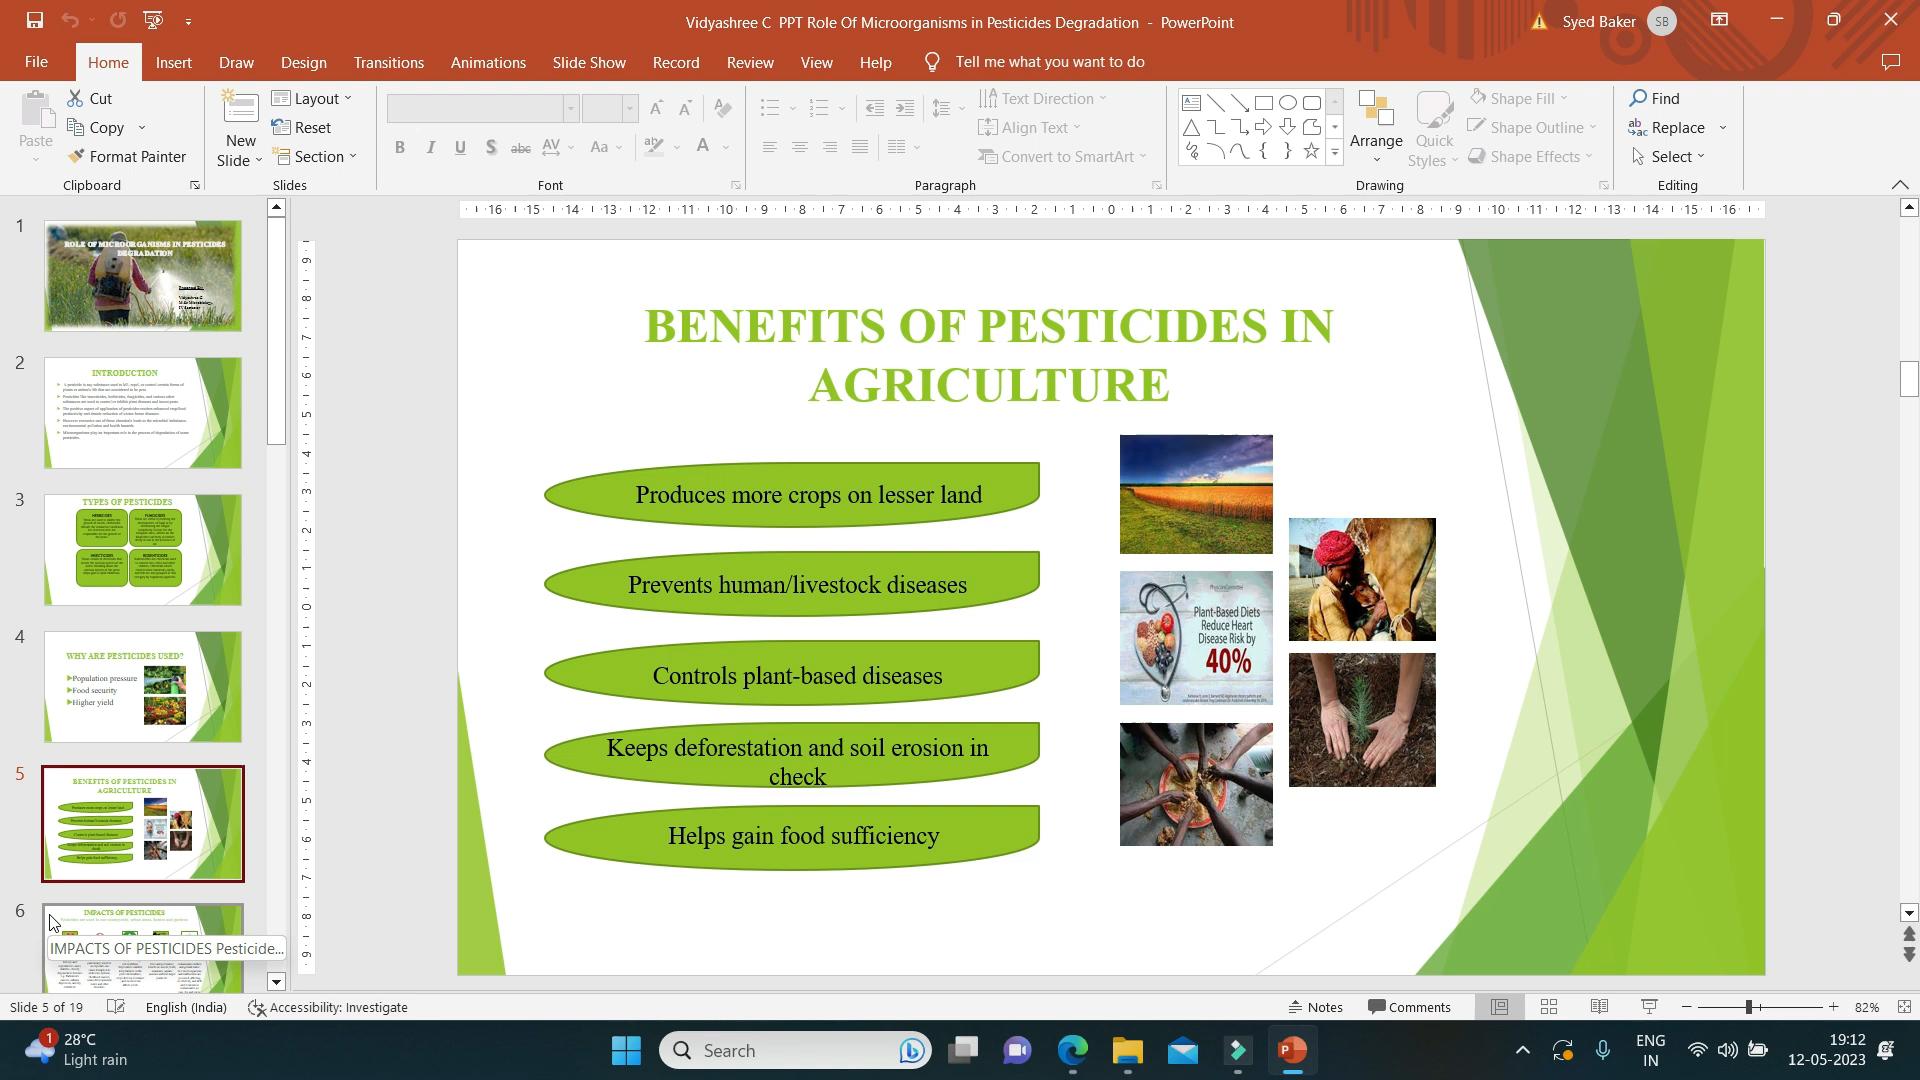 Vidyashree C PPT Role Of Microorganisms in Pesticides Degradation - PowerPoint
Syed Baker SB
File Home Insert Draw Design Transitions Animations Slide Show Record Review View Help Tell me what you want to do
Paste
Cut
Copy
Format Painter
Clipboard
New Slide
Layout
Reset
Section
Slides
Font
Text Direction
Align Text
Convert to SmartArt
Paragraph
Arrange
Quick Styles
Shape Fill
Shape Outline
Shape Effects
Drawing
Find
Replace
Select
Editing
1
ROLE OF MICROORGANISMS IN PESTICIDES
DEGRADATION
2
INTRODUCTION
3
TYPES OF PESTICIDES
4
WHY ARE PESTICIDES USED?
Population pressure
Food security
Higher yield
5
BENEFITS OF PESTICIDES IN
AGRICULTURE
6
IMPACTS OF PESTICIDES
IMPACTS OF PESTICIDES Pesticide...
BENEFITS OF PESTICIDES IN
AGRICULTURE
Produces more crops on lesser land
Prevents human/livestock diseases
Controls plant-based diseases
Keeps deforestation and soil erosion in
check
Helps gain food sufficiency
Plant-Based Diets
Reduce Heart
Disease Risk by
40%
Slide 5 of 19 English (India) Accessibility: Investigate Notes Comments 82%
1
28°C
Light rain
Search
ENG
IN
19:12
12-05-2023